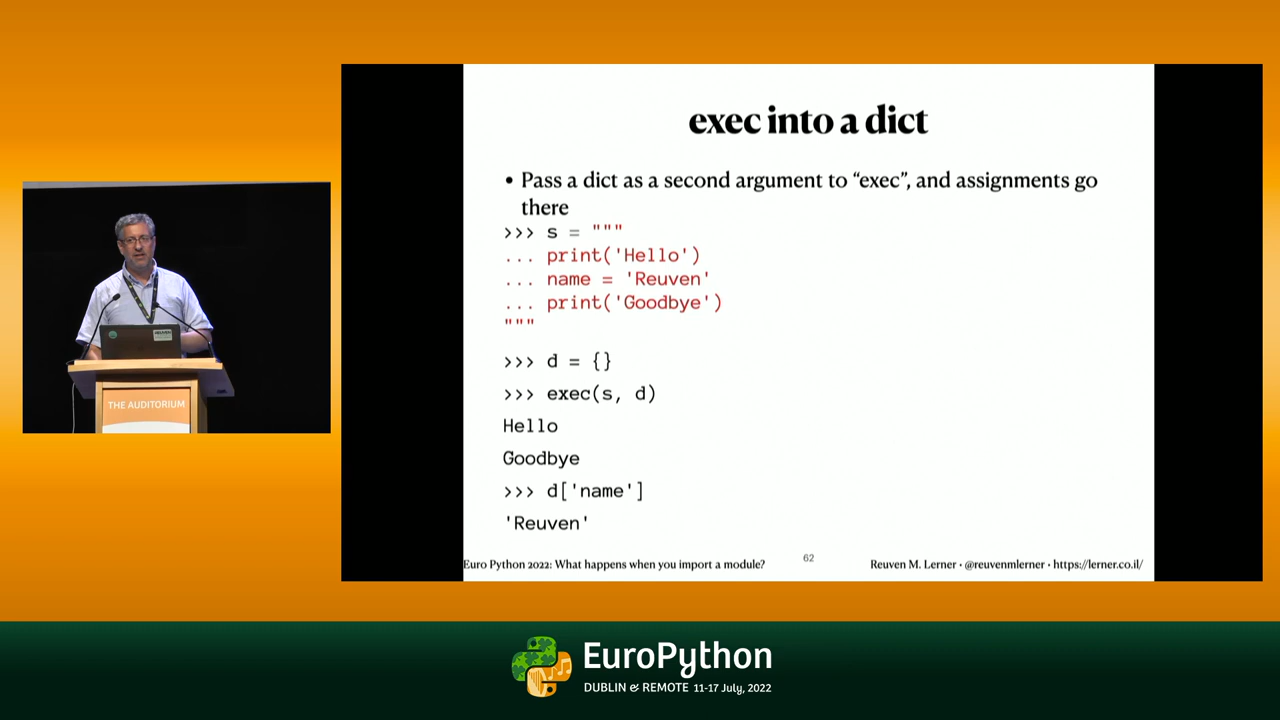 exec into a dict
• Pass a dict as a second argument to “exec”, and assignments go
there
>>> s = """
... print('Hello')
... name = 'Reuven'
... print('Goodbye')
"""
>>> d = {}
>>> exec(s, d)
Hello
Goodbye
>>> d['name']
'Reuven'
Euro Python 2022: What happens when you import a module?
62
Reuven M. Lerner • @reuvenmlerner • https://lerner.co.il/
THE AUDITORIUM
EuroPython
DUBLIN & REMOTE 11-17 July, 2022